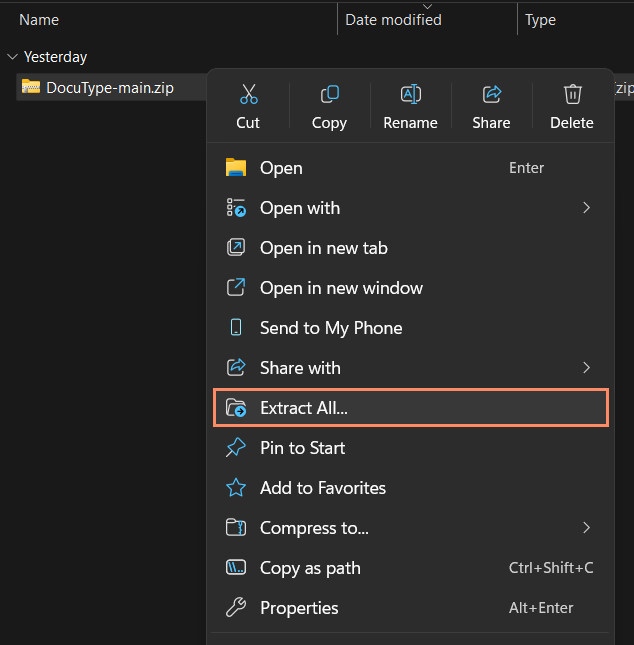 Name Date modified Type
Yesterday
DocuType-main.zip zip
Cut Copy Rename Share Delete
Open Enter
Open with
Open in new tab
Open in new window
Send to My Phone
Share with
Extract All...
Pin to Start
Add to Favorites
Compress to...
Copy as path Ctrl+Shift+C
Properties Alt+Enter